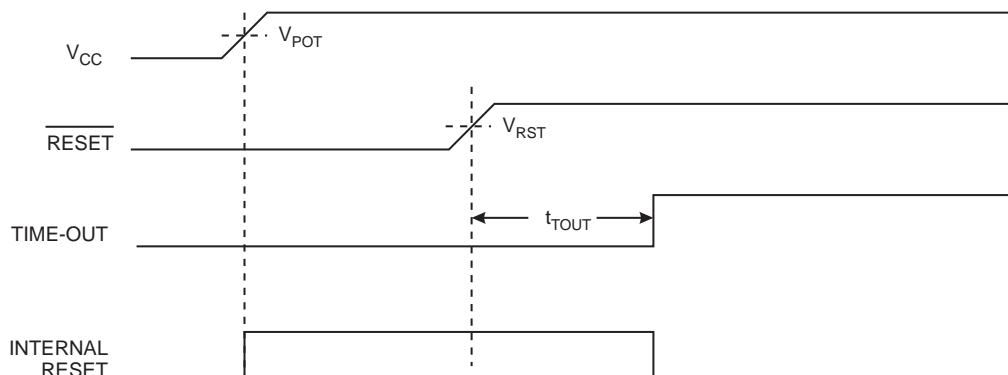 V_POT
V_CC
V_RST
RESET
t_TOUT
TIME-OUT
INTERNAL
RESET